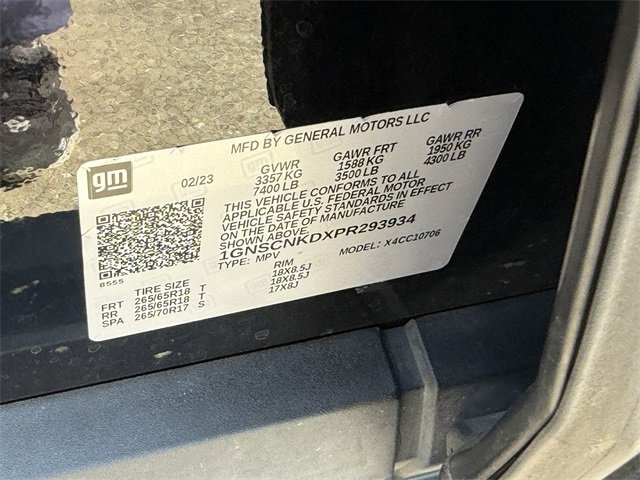 MFD BY GENERAL MOTORS LLC
gm
02/23
GVWR GAWR FRT GAWR RR
3357 KG 1588 KG 1950 KG
7400 LB 3500 LB 4300 LB
THIS VEHICLE CONFORMS TO ALL
APPLICABLE U.S. FEDERAL MOTOR
VEHICLE SAFETY STANDARDS IN EFFECT
ON THE DATE OF MANUFACTURE
SHOWN ABOVE.
1GNSCNKDXPR293934
TYPE: MPV MODEL: X4CC10706
8555
TIRE SIZE RIM
FRT 265/65R18 T 18X8.5J
RR 265/65R18 T 18X8.5J
SPA 265/70R17 S 17X8J